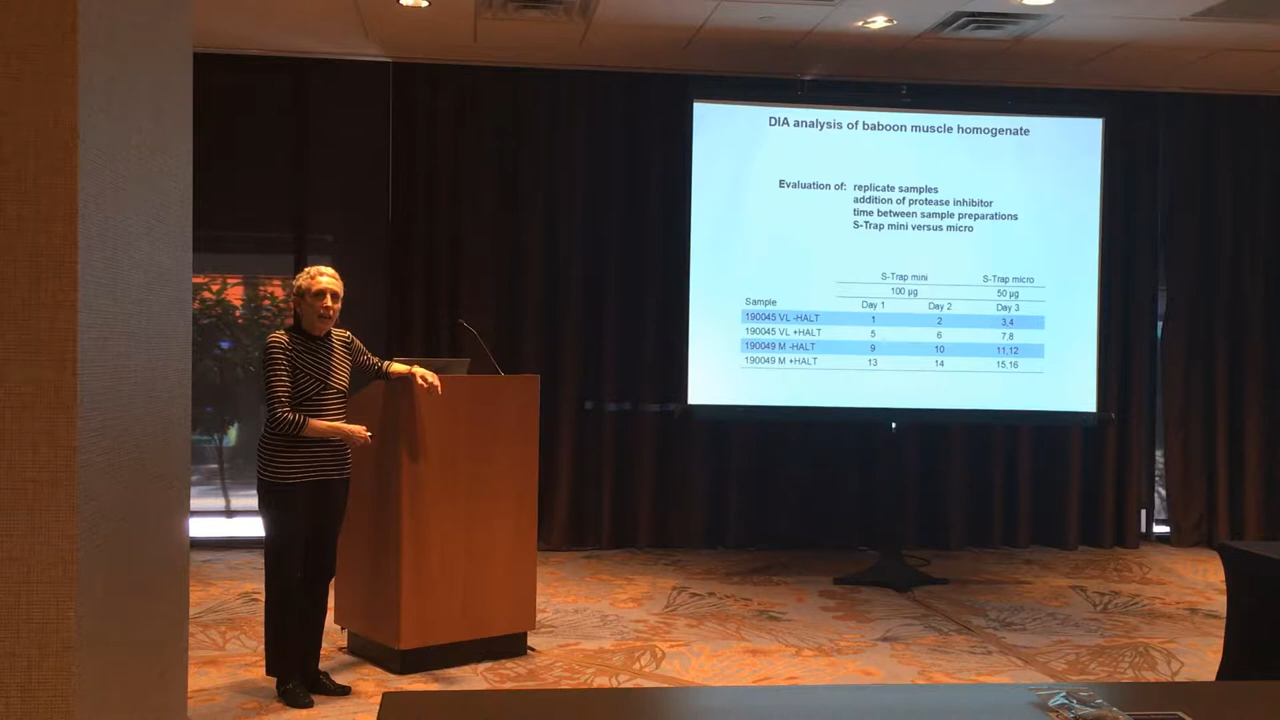 DIA analysis of baboon muscle homogenate
Evaluation of: replicate samples
addition of protease inhibitor
time between sample preparations
S-Trap mini versus micro
S-Trap mini S-Trap micro
100 µg 50 µg
Sample Day 1 Day 2 Day 3
190045 VL -HALT 1 2 3,4
190045 VL +HALT 5 6 7,8
190049 M -HALT 9 10 11,12
190049 M +HALT 13 14 15,16